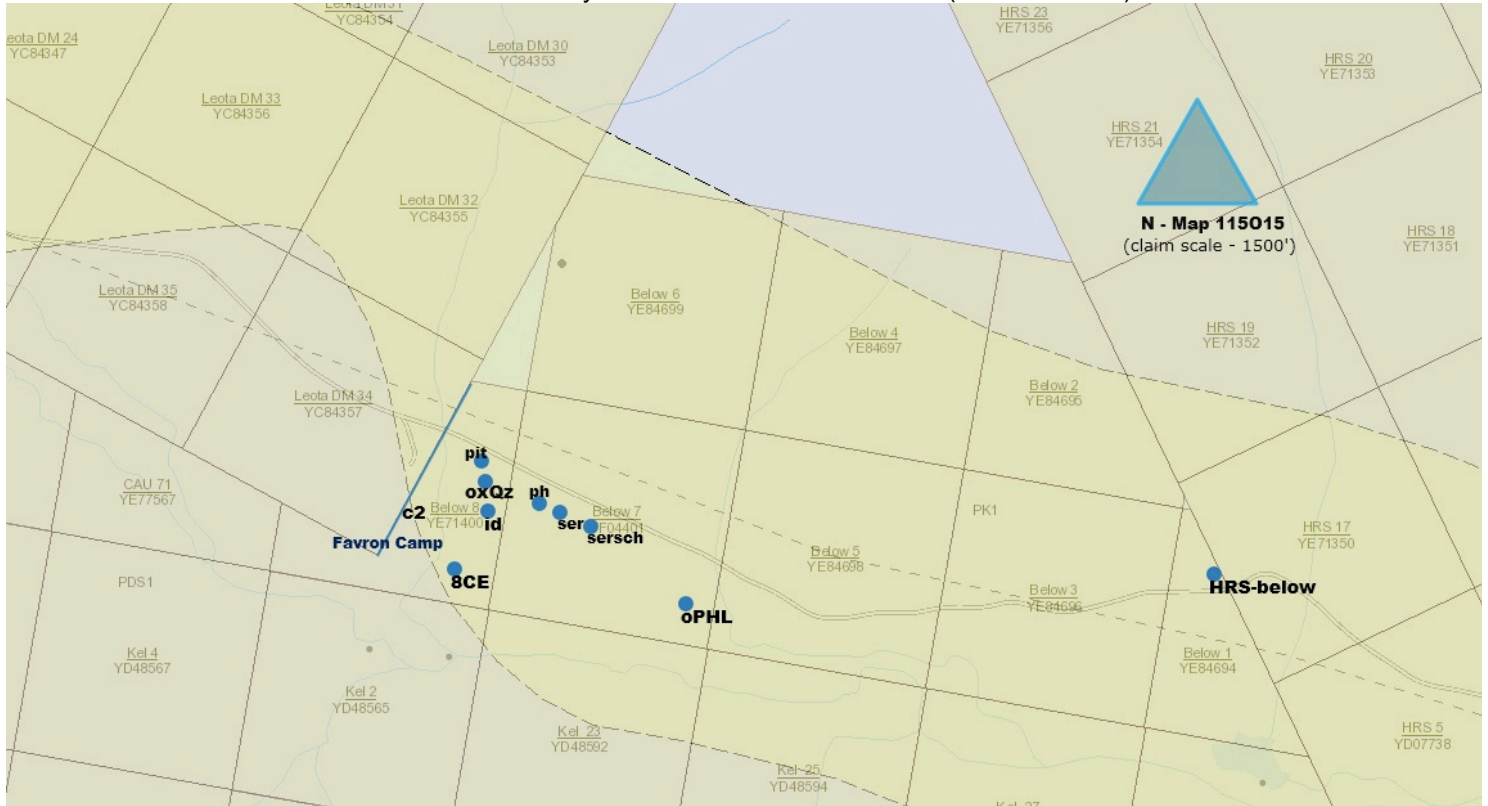 Leota DM 31
YC84354
HRS 23
YE71356
Leota DM 24
YC84347
Leota DM 30
YC84353
HRS 20
YE71353
Leota DM 33
YC84356
HRS 21
YE71354
Leota DM 32
YC84355
N - Map 115O15
(claim scale - 1500')
HRS 18
YE71351
Leota DM 35
YC84358
Below 6
YE84699
Below 4
YE84697
HRS 19
YE71352
Leota DM 34
YC84357
Below 2
YE84695
pit
CAU 71
YE77567
oxQz
ph
c2
Below 8
YE71400
id
ser
Below 7
YF04401
sersch
PK1
HRS 17
YE71350
Favron Camp
Below 5
YE84698
PDS1
8CE
Below 3
YE84696
HRS-below
oPHL
Kel 4
YD48567
Below 1
YE84694
Kel 2
YD48565
Kel 23
YD48592
HRS 5
YD07738
Kel 25
YD48594
Kel 27